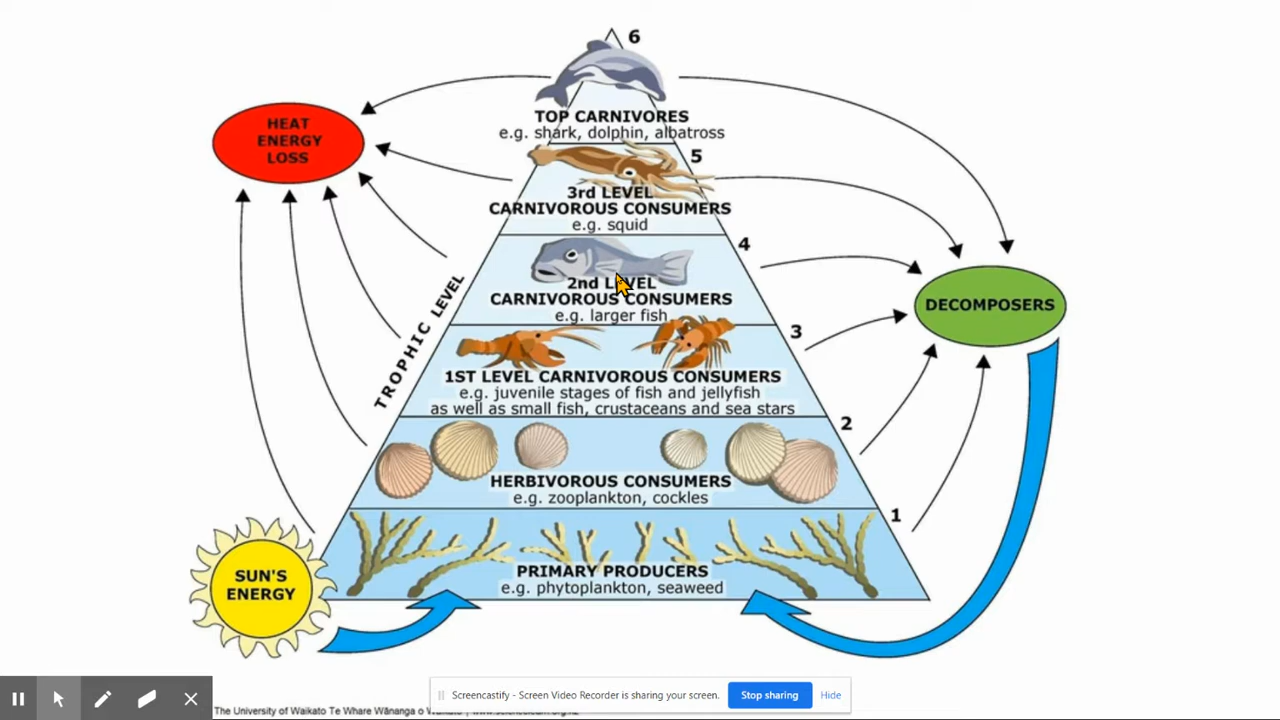 6
HEAT
ENERGY
LOSS
TOP CARNIVORES
e.g. shark, dolphin, albatross
5
3rd LEVEL
CARNIVOROUS CONSUMERS
e.g. squid
4
2nd LEVEL
CARNIVOROUS CONSUMERS
e.g. larger fish
TROPHIC LEVEL
DECOMPOSERS
3
1ST LEVEL CARNIVOROUS CONSUMERS
e.g. juvenile stages of fish and jellyfish
as well as small fish, crustaceans and sea stars
2
HERBIVOROUS CONSUMERS
e.g. zooplankton, cockles
1
SUN'S
ENERGY
PRIMARY PRODUCERS
e.g. phytoplankton, seaweed
Screencastify - Screen Video Recorder is sharing your screen.
Stop sharing
Hide
The University of Waikato Te Whare Wānanga o